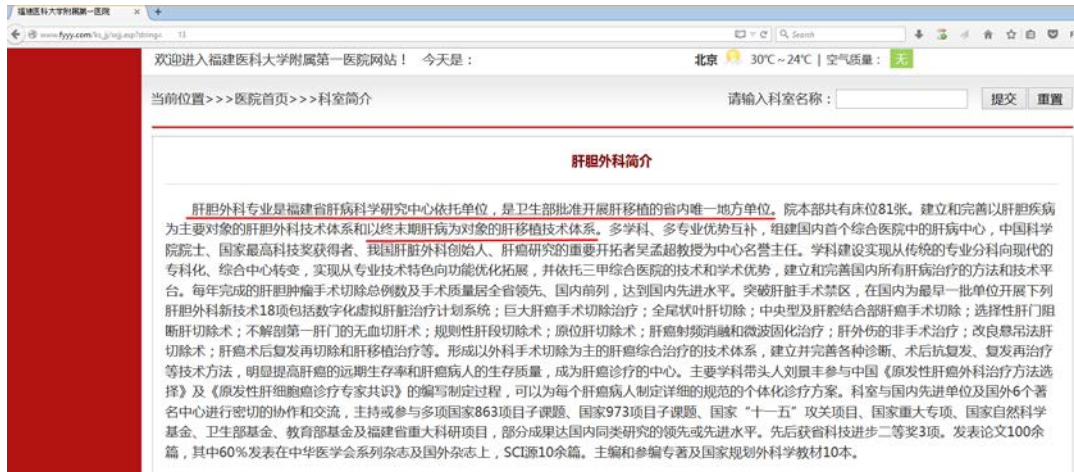 福建医科大学附属第一医院
www.fyyy.com
Search
欢迎进入福建医科大学附属第一医院网站！ 今天是：
北京 30℃～24℃ | 空气质量： 无
当前位置>>>医院首页>>>科室简介
请输入科室名称：
提交 重置
肝胆外科简介
肝胆外科专业是福建省肝病科学研究中心依托单位，是卫生部批准开展肝移植的省内唯一地方单位。院本部共有床位81张。建立和完善以肝胆疾病
为主要对象的肝胆外科技术体系和以终末期肝病为对象的肝移植技术体系。多学科、多专业优势互补，组建国内首个综合医院中的肝病中心，中国科学
院院士、国家最高科技奖获得者、我国肝脏外科创始人、肝癌研究的重要开拓者吴孟超教授为中心名誉主任。学科建设实现从传统的专业分科向现代的
专科化、综合中心转变，实现从专业技术特色向功能优化拓展，并依托三甲综合医院的技术和学术优势，建立和完善国内所有肝病治疗的方法和技术平
台。每年完成的肝胆肿瘤手术切除总例数及手术质量居全省领先、国内前列，达到国内先进水平。突破肝脏手术禁区，在国内为最早一批单位开展下列
肝胆外科新技术18项包括数字化虚拟肝脏治疗计划系统；巨大肝癌手术切除治疗；全尾状叶肝切除；中央型及肝腔结合部肝癌手术切除；选择性肝门阻
断肝切除术；不解剖第一肝门的无血切肝术；规则性肝段切除术；原位肝切除术；肝癌射频消融和微波固化治疗；肝外伤的非手术治疗；改良悬吊法肝
切除术；肝癌术后复发再切除和肝移植治疗等。形成以外科手术切除为主的肝癌综合治疗的技术体系，建立并完善各种诊断、术后抗复发、复发再治疗
等技术方法，明显提高肝癌的远期生存率和肝癌病人的生存质量，成为肝癌诊疗的中心。主要学科带头人刘景丰参与中国《原发性肝癌外科治疗方法选
择》及《原发性肝细胞癌诊疗专家共识》的编写制定过程，可以为每个肝癌病人制定详细的规范的个体化诊疗方案。科室与国内先进单位及国外6个著
名中心进行密切的协作和交流，主持或参与多项国家863项目子课题、国家973项目子课题、国家“十一五”攻关项目、国家重大专项、国家自然科学
基金、卫生部基金、教育部基金及福建省重大科研项目，部分成果达国内同类研究的领先或先进水平。先后获省科技进步二等奖3项。发表论文100余
篇，其中60%发表在中华医学会系列杂志及国外杂志上，SCI源10余篇。主编和参编专著及国家规划外科学教材10本。